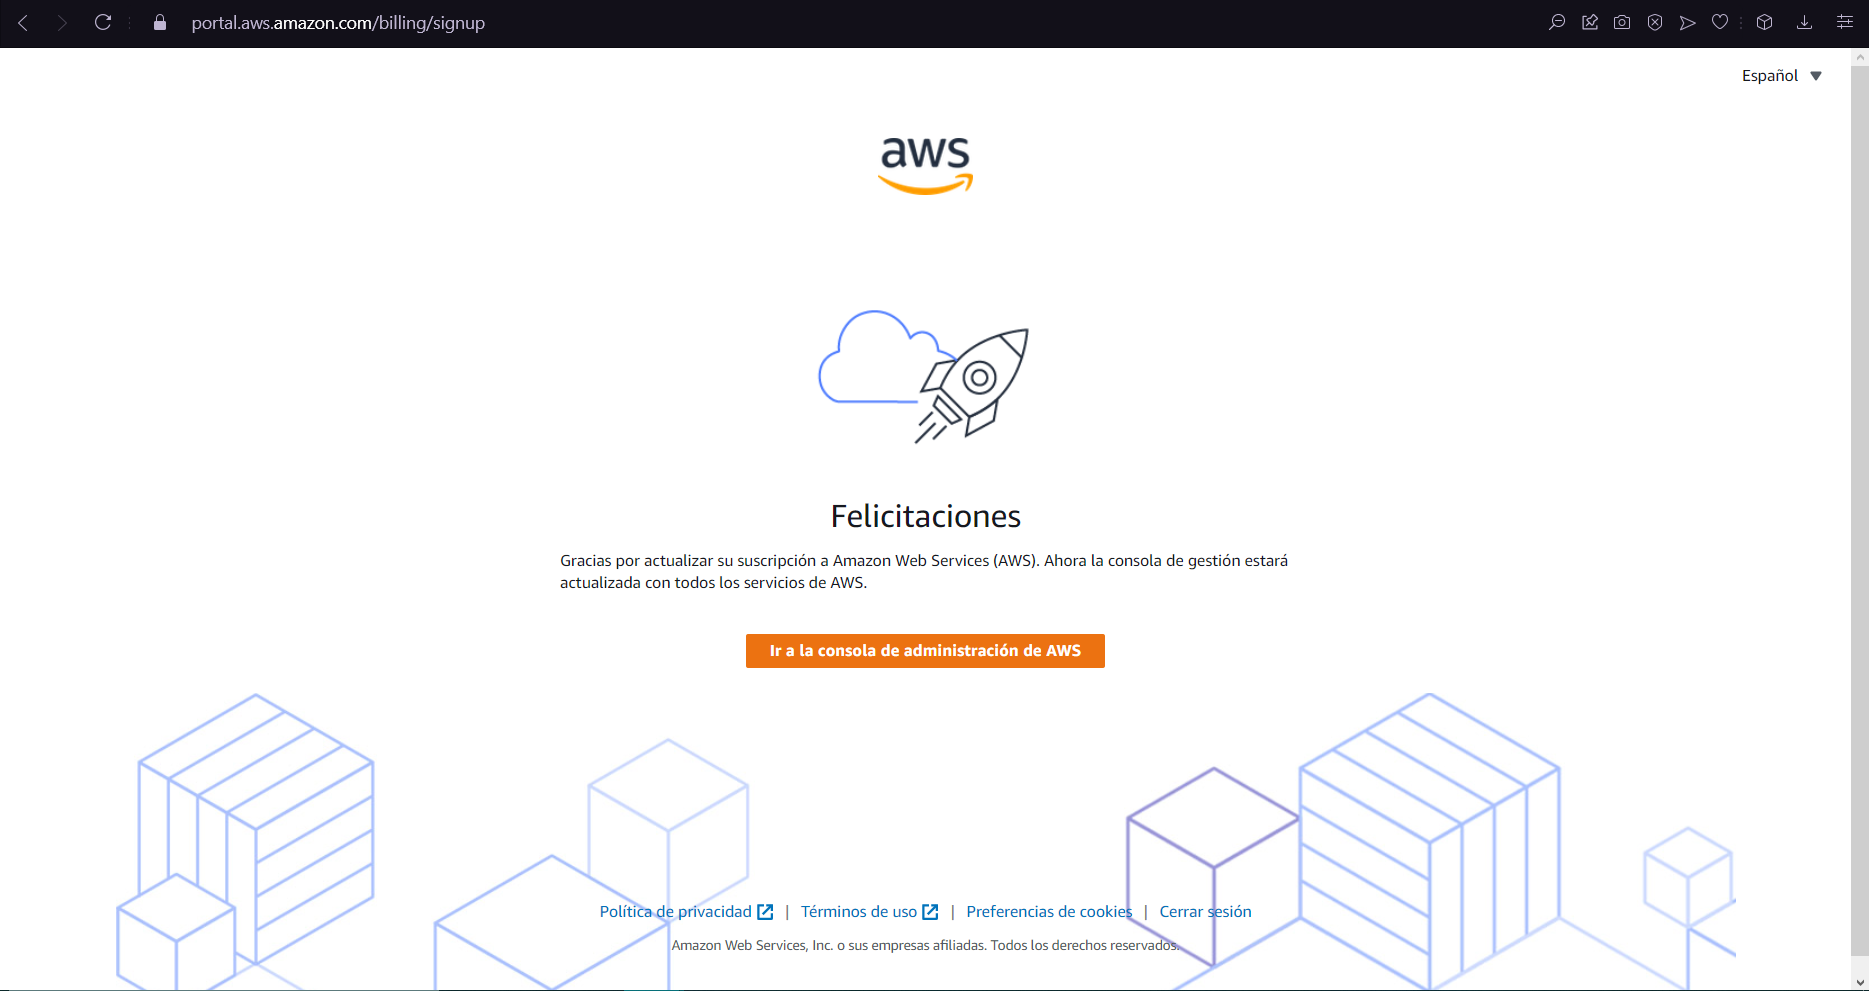 portal.aws.amazon.com/billing/signup
Español
aws
Felicitaciones
Gracias por actualizar su suscripción a Amazon Web Services (AWS). Ahora la consola de gestión estará
actualizada con todos los servicios de AWS.
Ir a la consola de administración de AWS
Política de privacidad | Términos de uso | Preferencias de cookies | Cerrar sesión
Amazon Web Services, Inc. o sus empresas afiliadas. Todos los derechos reservados.